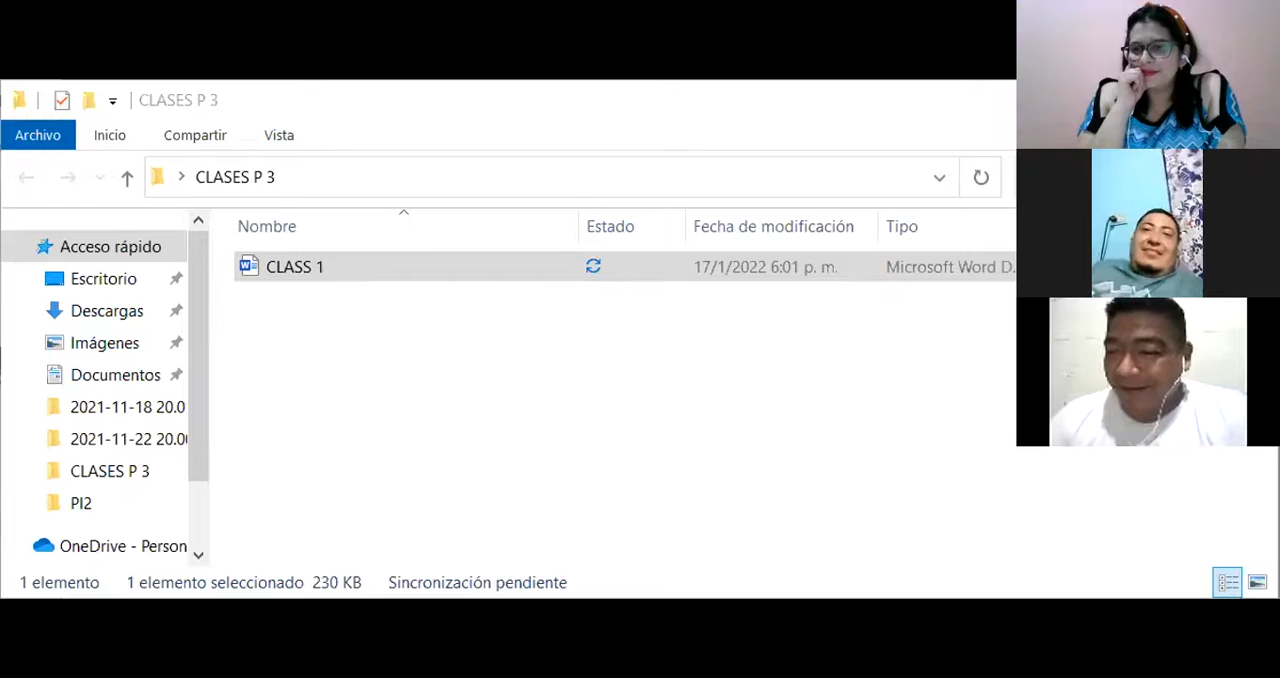 CLASES P 3
Archivo Inicio Compartir Vista
CLASES P 3
Nombre Estado Fecha de modificación Tipo
CLASS 1 17/1/2022 6:01 p. m. Microsoft Word D...
Acceso rápido
Escritorio
Descargas
Imágenes
Documentos
2021-11-18 20.0
2021-11-22 20.00
CLASES P 3
PI2
OneDrive - Person
1 elemento 1 elemento seleccionado 230 KB Sincronización pendiente